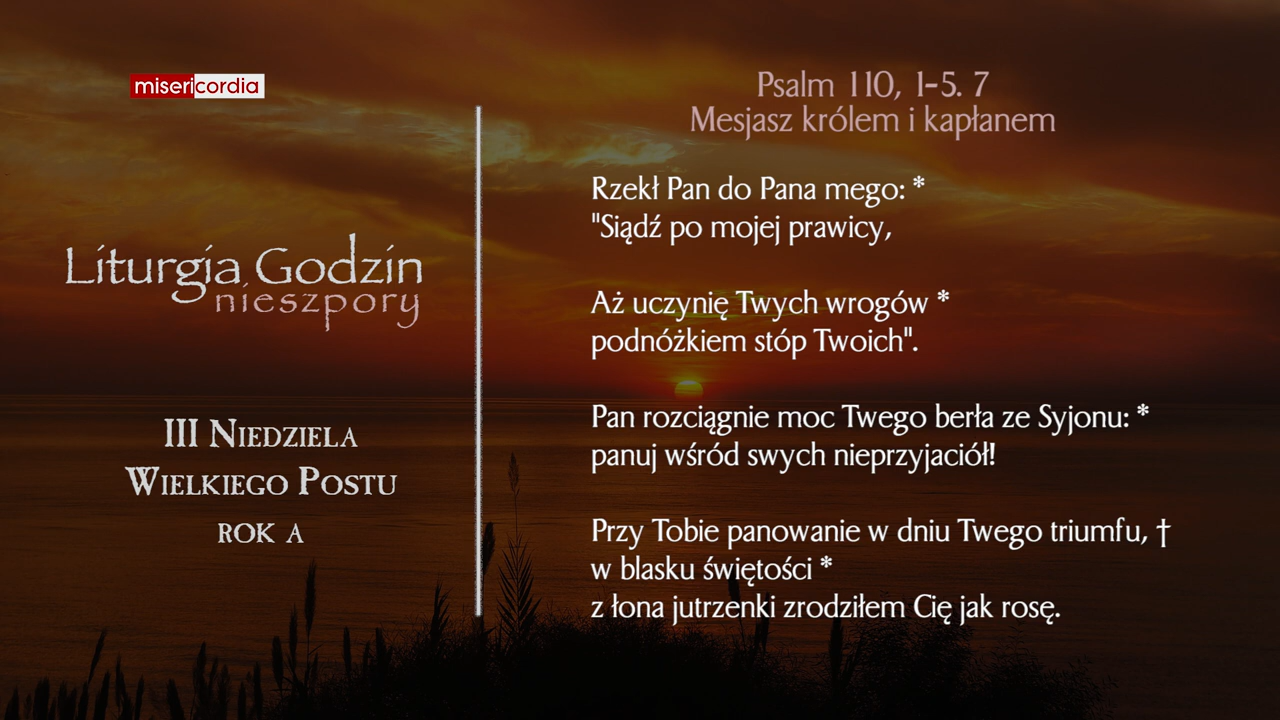 misericordia
Liturgia Godzin
nieszpory
III Niedziela
Wielkiego Postu
rok A
Psalm 110, 1-5. 7
Mesjasz królem i kapłanem
Rzekł Pan do Pana mego: *
"Siądź po mojej prawicy,
Aż uczynię Twych wrogów *
podnóżkiem stóp Twoich".
Pan rozciągnie moc Twego berła ze Syjonu: *
panuj wśród swych nieprzyjaciół!
Przy Tobie panowanie w dniu Twego triumfu, †
w blasku świętości *
z łona jutrzenki zrodziłem Cię jak rosę.